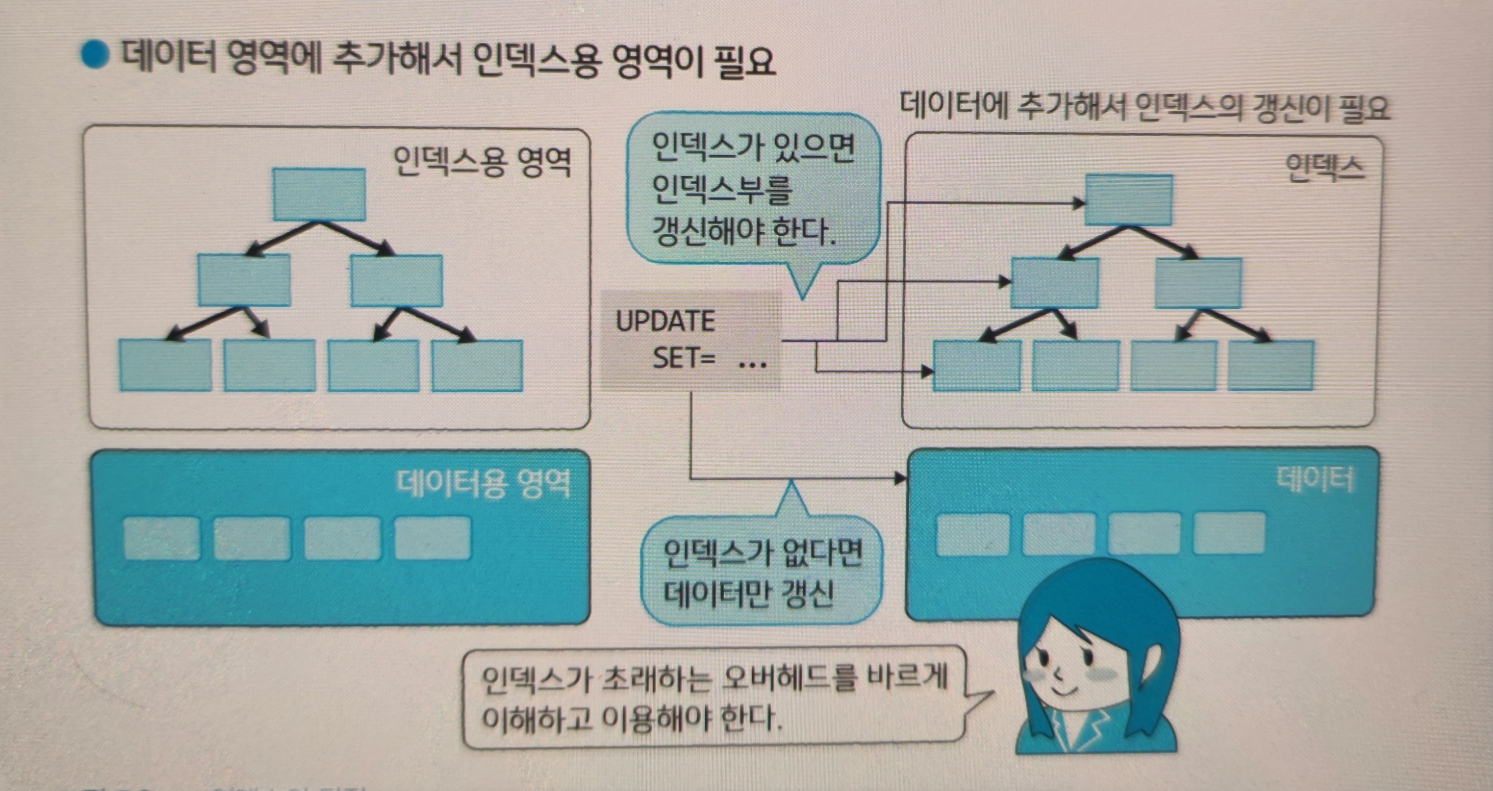 데이터 영역에 추가해서 인덱스용 영역이 필요
데이터에 추가해서 인덱스의 갱신이 필요
인덱스용 영역
인덱스가 있으면
인덱스부를
갱신해야 한다.
인덱스
UPDATE
SET= ...
데이터용 영역
데이터
인덱스가 없다면
데이터만 갱신
인덱스가 초래하는 오버헤드를 바르게
이해하고 이용해야 한다.